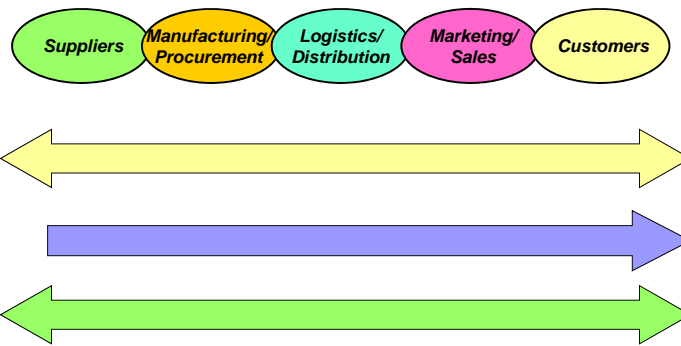 Suppliers
Manufacturing/
Procurement
Logistics/
Distribution
Marketing/
Sales
Customers